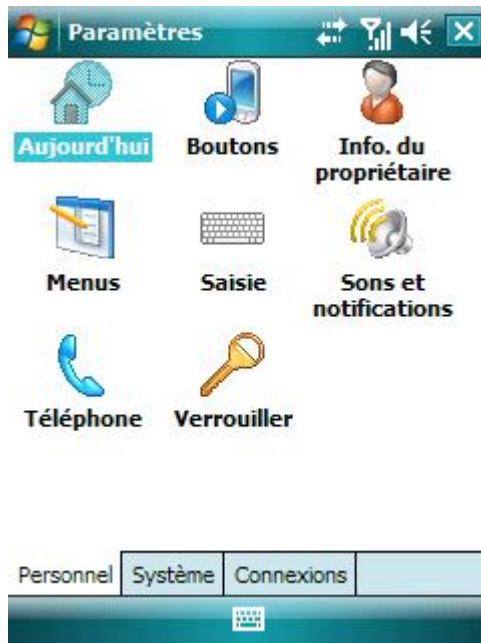 Paramètres
Aujourd'hui
Boutons
Info. du
propriétaire
Menus
Saisie
Sons et
notifications
Téléphone
Verrouiller
Personnel
Système
Connexions